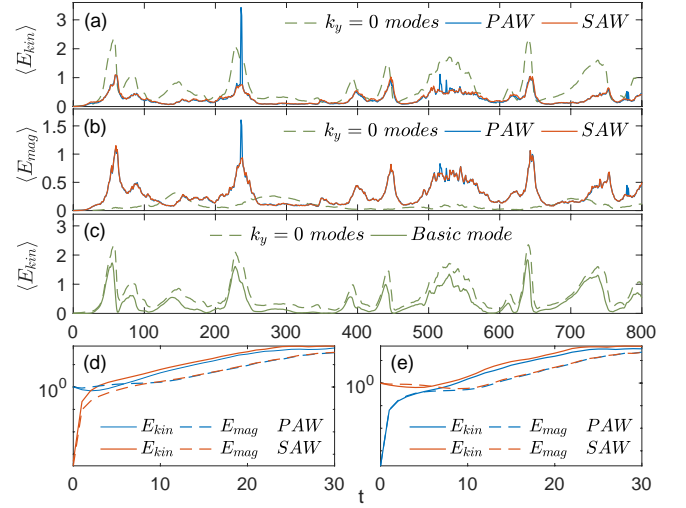 (a)
k_y = 0 modes PAW SAW
⟨E_kin⟩
3
2
1
0
(b)
k_y = 0 modes PAW SAW
⟨E_mag⟩
1.5
1
0.5
0
(c)
k_y = 0 modes Basic mode
⟨E_kin⟩
3
2
1
0
0 100 200 300 400 500 600 700 800
(d)
10^0
E_kin E_mag PAW
E_kin E_mag SAW
0 10 20 30
(e)
10^0
E_kin E_mag PAW
E_kin E_mag SAW
0 10 20 30
t